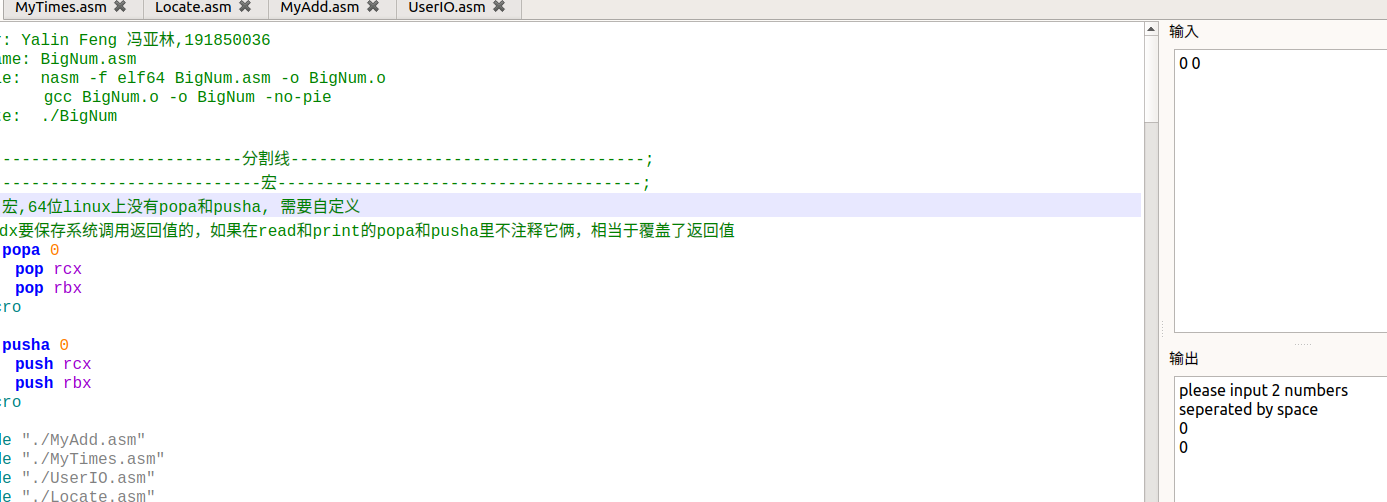 MyTimes.asm Locate.asm MyAdd.asm UserIO.asm
: Yalin Feng 冯亚林,191850036
ame: BigNum.asm
le: nasm -f elf64 BigNum.asm -o BigNum.o
gcc BigNum.o -o BigNum -no-pie
te: ./BigNum
-------------------------分割线-------------------------------------;
---------------------------宏--------------------------------------;
宏,64位linux上没有popa和pusha, 需要自定义
dx要保存系统调用返回值的，如果在read和print的popa和pusha里不注释它俩，相当于覆盖了返回值
popa 0
pop rcx
pop rbx
cro
pusha 0
push rcx
push rbx
cro
de "./MyAdd.asm"
de "./MyTimes.asm"
de "./UserIO.asm"
de "./Locate.asm"
输入
0 0
输出
please input 2 numbers
seperated by space
0
0